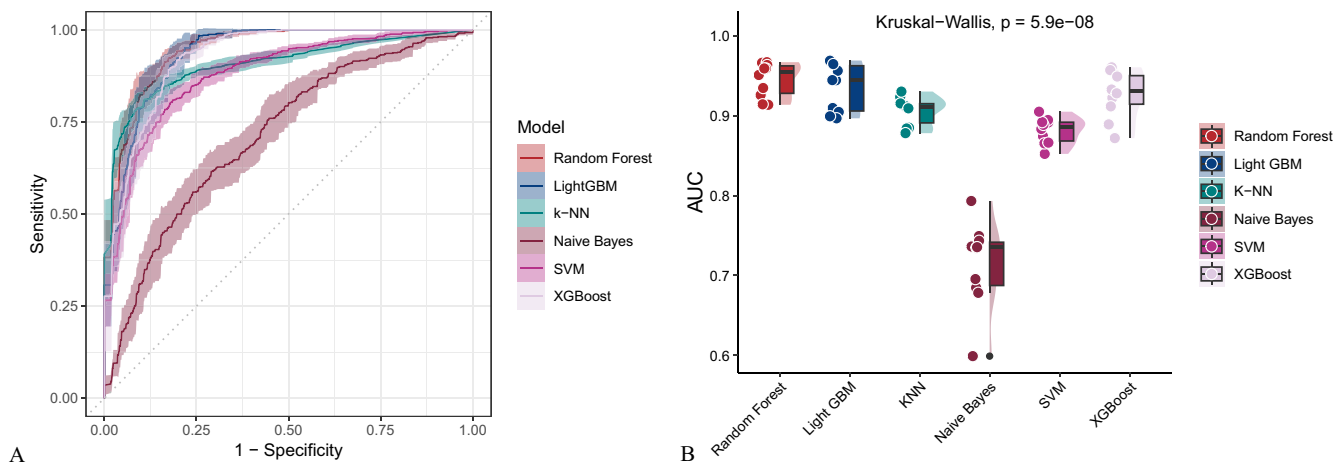 1.00
0.75
0.50
0.25
0.00
Sensitivity
0.00 0.25 0.50 0.75 1.00
1 − Specificity
A
Model
Random Forest
LightGBM
k−NN
Naive Bayes
SVM
XGBoost
Kruskal−Wallis, p = 5.9e−08
1.0
0.9
0.8
0.7
0.6
AUC
Random Forest
Light GBM
KNN
Naive Bayes
SVM
XGBoost
B
Random Forest
Light GBM
K−NN
Naive Bayes
SVM
XGBoost